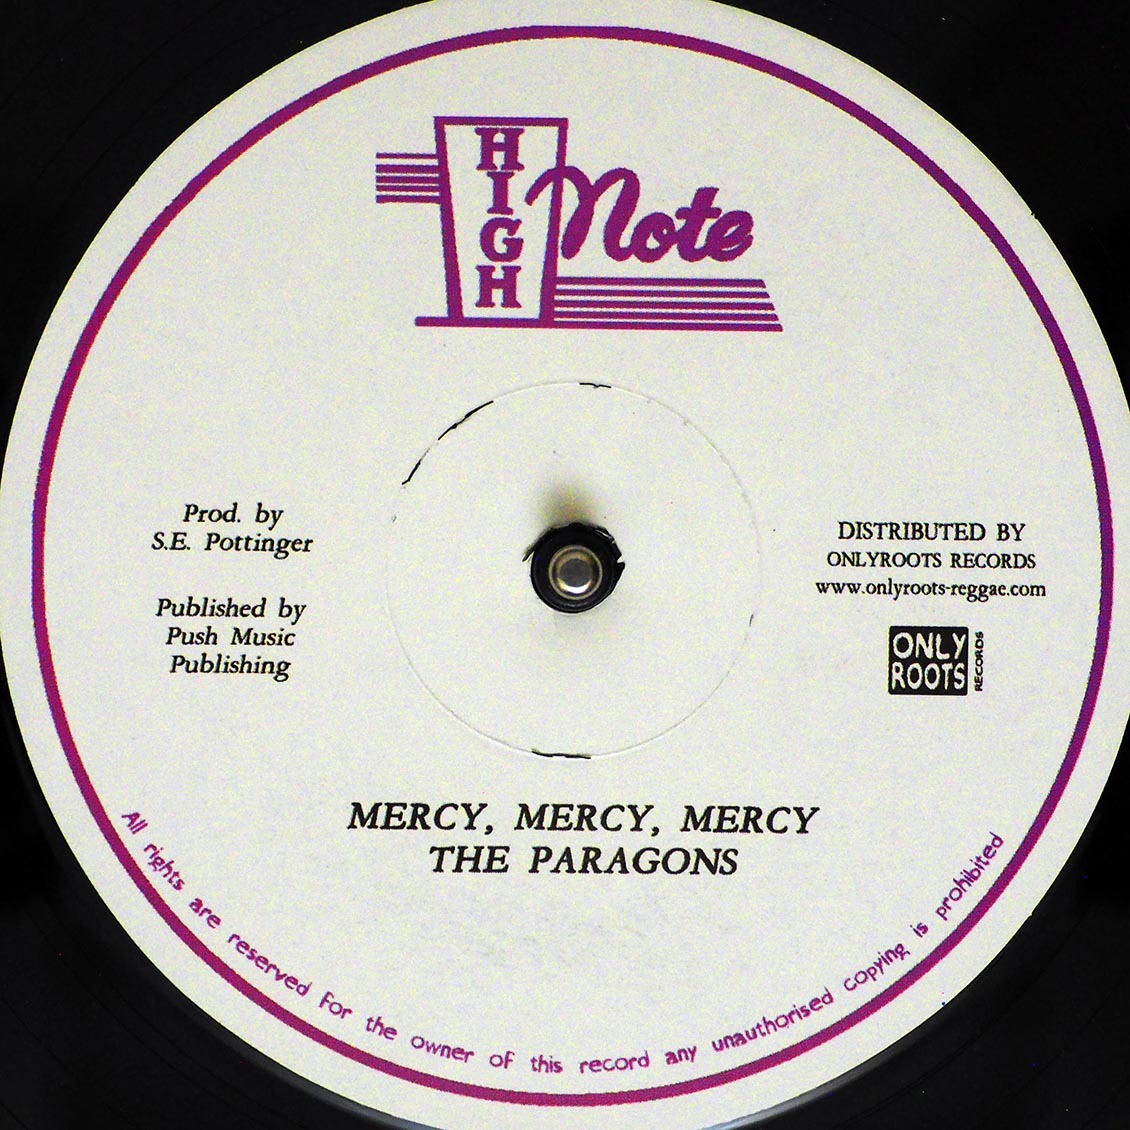 HIGH
Note
Prod. by
S.E. Pottinger
Published by
Push Music
Publishing
DISTRIBUTED BY
ONLYROOTS RECORDS
www.onlyroots-reggae.com
ONLY
ROOTS
RECORDS
MERCY, MERCY, MERCY
THE PARAGONS
All rights are reserved for the owner of this record any unauthorised copying is prohibited